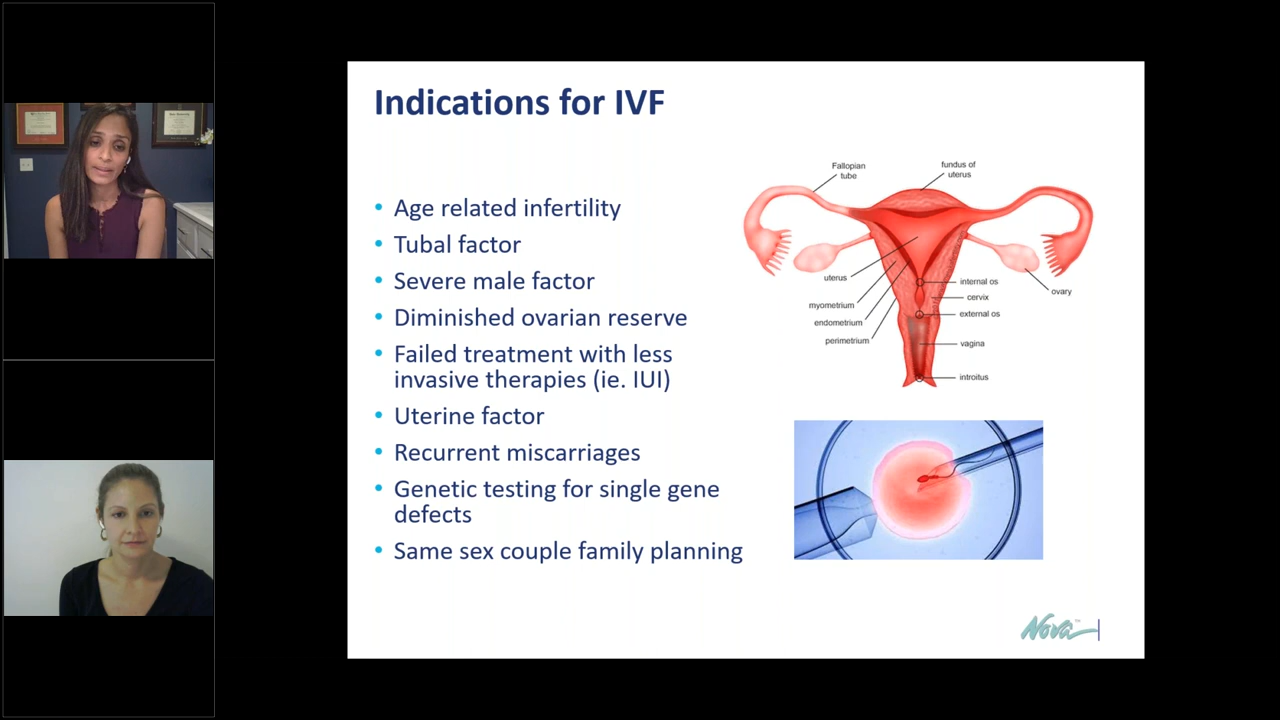 Indications for IVF
Age related infertility
Tubal factor
Severe male factor
Diminished ovarian reserve
Failed treatment with less
invasive therapies (ie. IUI)
Uterine factor
Recurrent miscarriages
Genetic testing for single gene
defects
Same sex couple family planning
Fallopian
tube
fundus of
uterus
uterus
myometrium
endometrium
perimetrium
internal os
cervix
external os
ovary
vagina
introitus
Nova